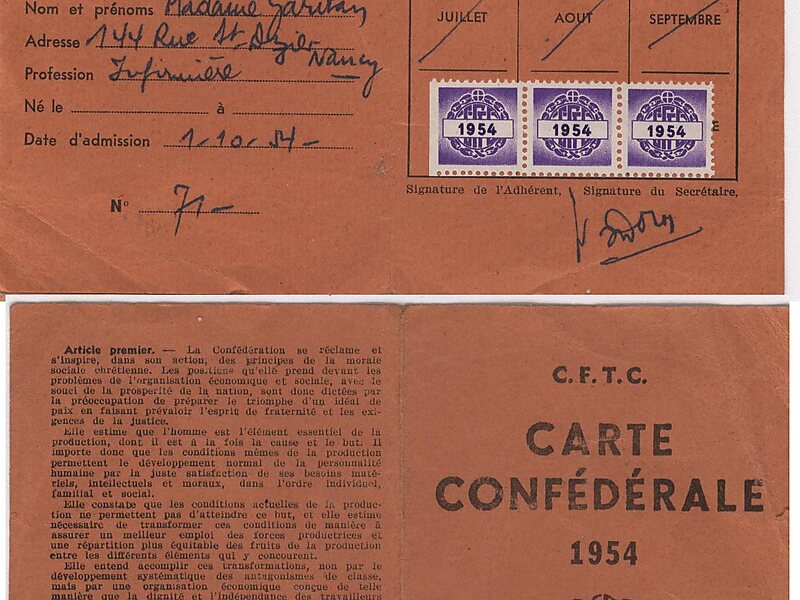 Nom et prénoms Madame
Adresse 144 Rue St-Dizier
Nancy
Profession Infirmière
Né le à
Date d'admission 1-10-54-
N° 71-
JUILLET AOUT SEPTEMBRE
1954 1954 1954
Signature de l'Adhérent, Signature du Secrétaire,
Article premier. — La Confédération se réclame et
s'inspire, dans son action, des principes de la morale
sociale chrétienne. Les positions qu'elle prend devant les
problèmes de l'organisation économique et sociale, avec le
souci de la prospérité de la nation, sont donc dictées par
la préoccupation de préparer le triomphe d'un idéal de
paix en faisant prévaloir l'esprit de fraternité et les exi-
gences de la justice.
Elle estime que l'homme est l'élément essentiel de la
production, dont il est à la fois la cause et le but. Il
importe donc que les conditions mêmes de la production
permettent le développement normal de la personnalité
humaine par la juste satisfaction de ses besoins maté-
riels, intellectuels et moraux, dans l'ordre individuel,
familial et social.
Elle constate que les conditions actuelles de la produc-
tion ne permettent pas d'atteindre ce but, et elle estime
nécessaire de transformer ces conditions de manière à
assurer un meilleur emploi des forces productrices et
une répartition plus équitable des fruits de la production
entre les différents éléments qui y concourent.
Elle entend accomplir ces transformations, non par le
développement systématique des antagonismes de classe,
mais par une organisation économique conçue de telle
manière que la dignité et l'indépendance des travailleurs
C.F.T.C.
CARTE
CONFÉDÉRALE
1954